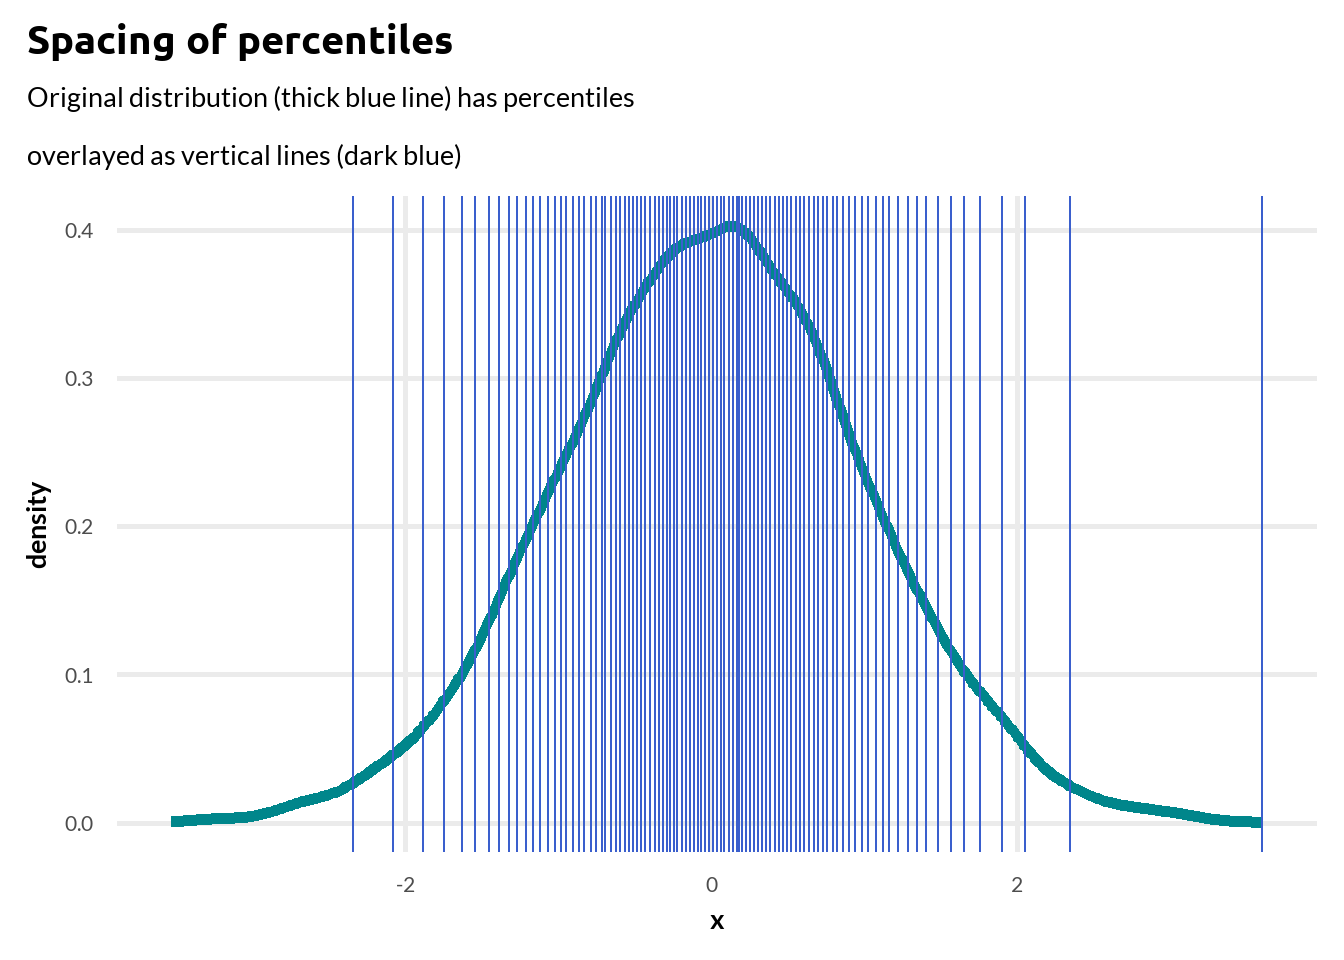 Spacing of percentiles
Original distribution (thick blue line) has percentiles
overlayed as vertical lines (dark blue)
0.4
0.3
0.2
0.1
0.0
density
-2
0
2
x